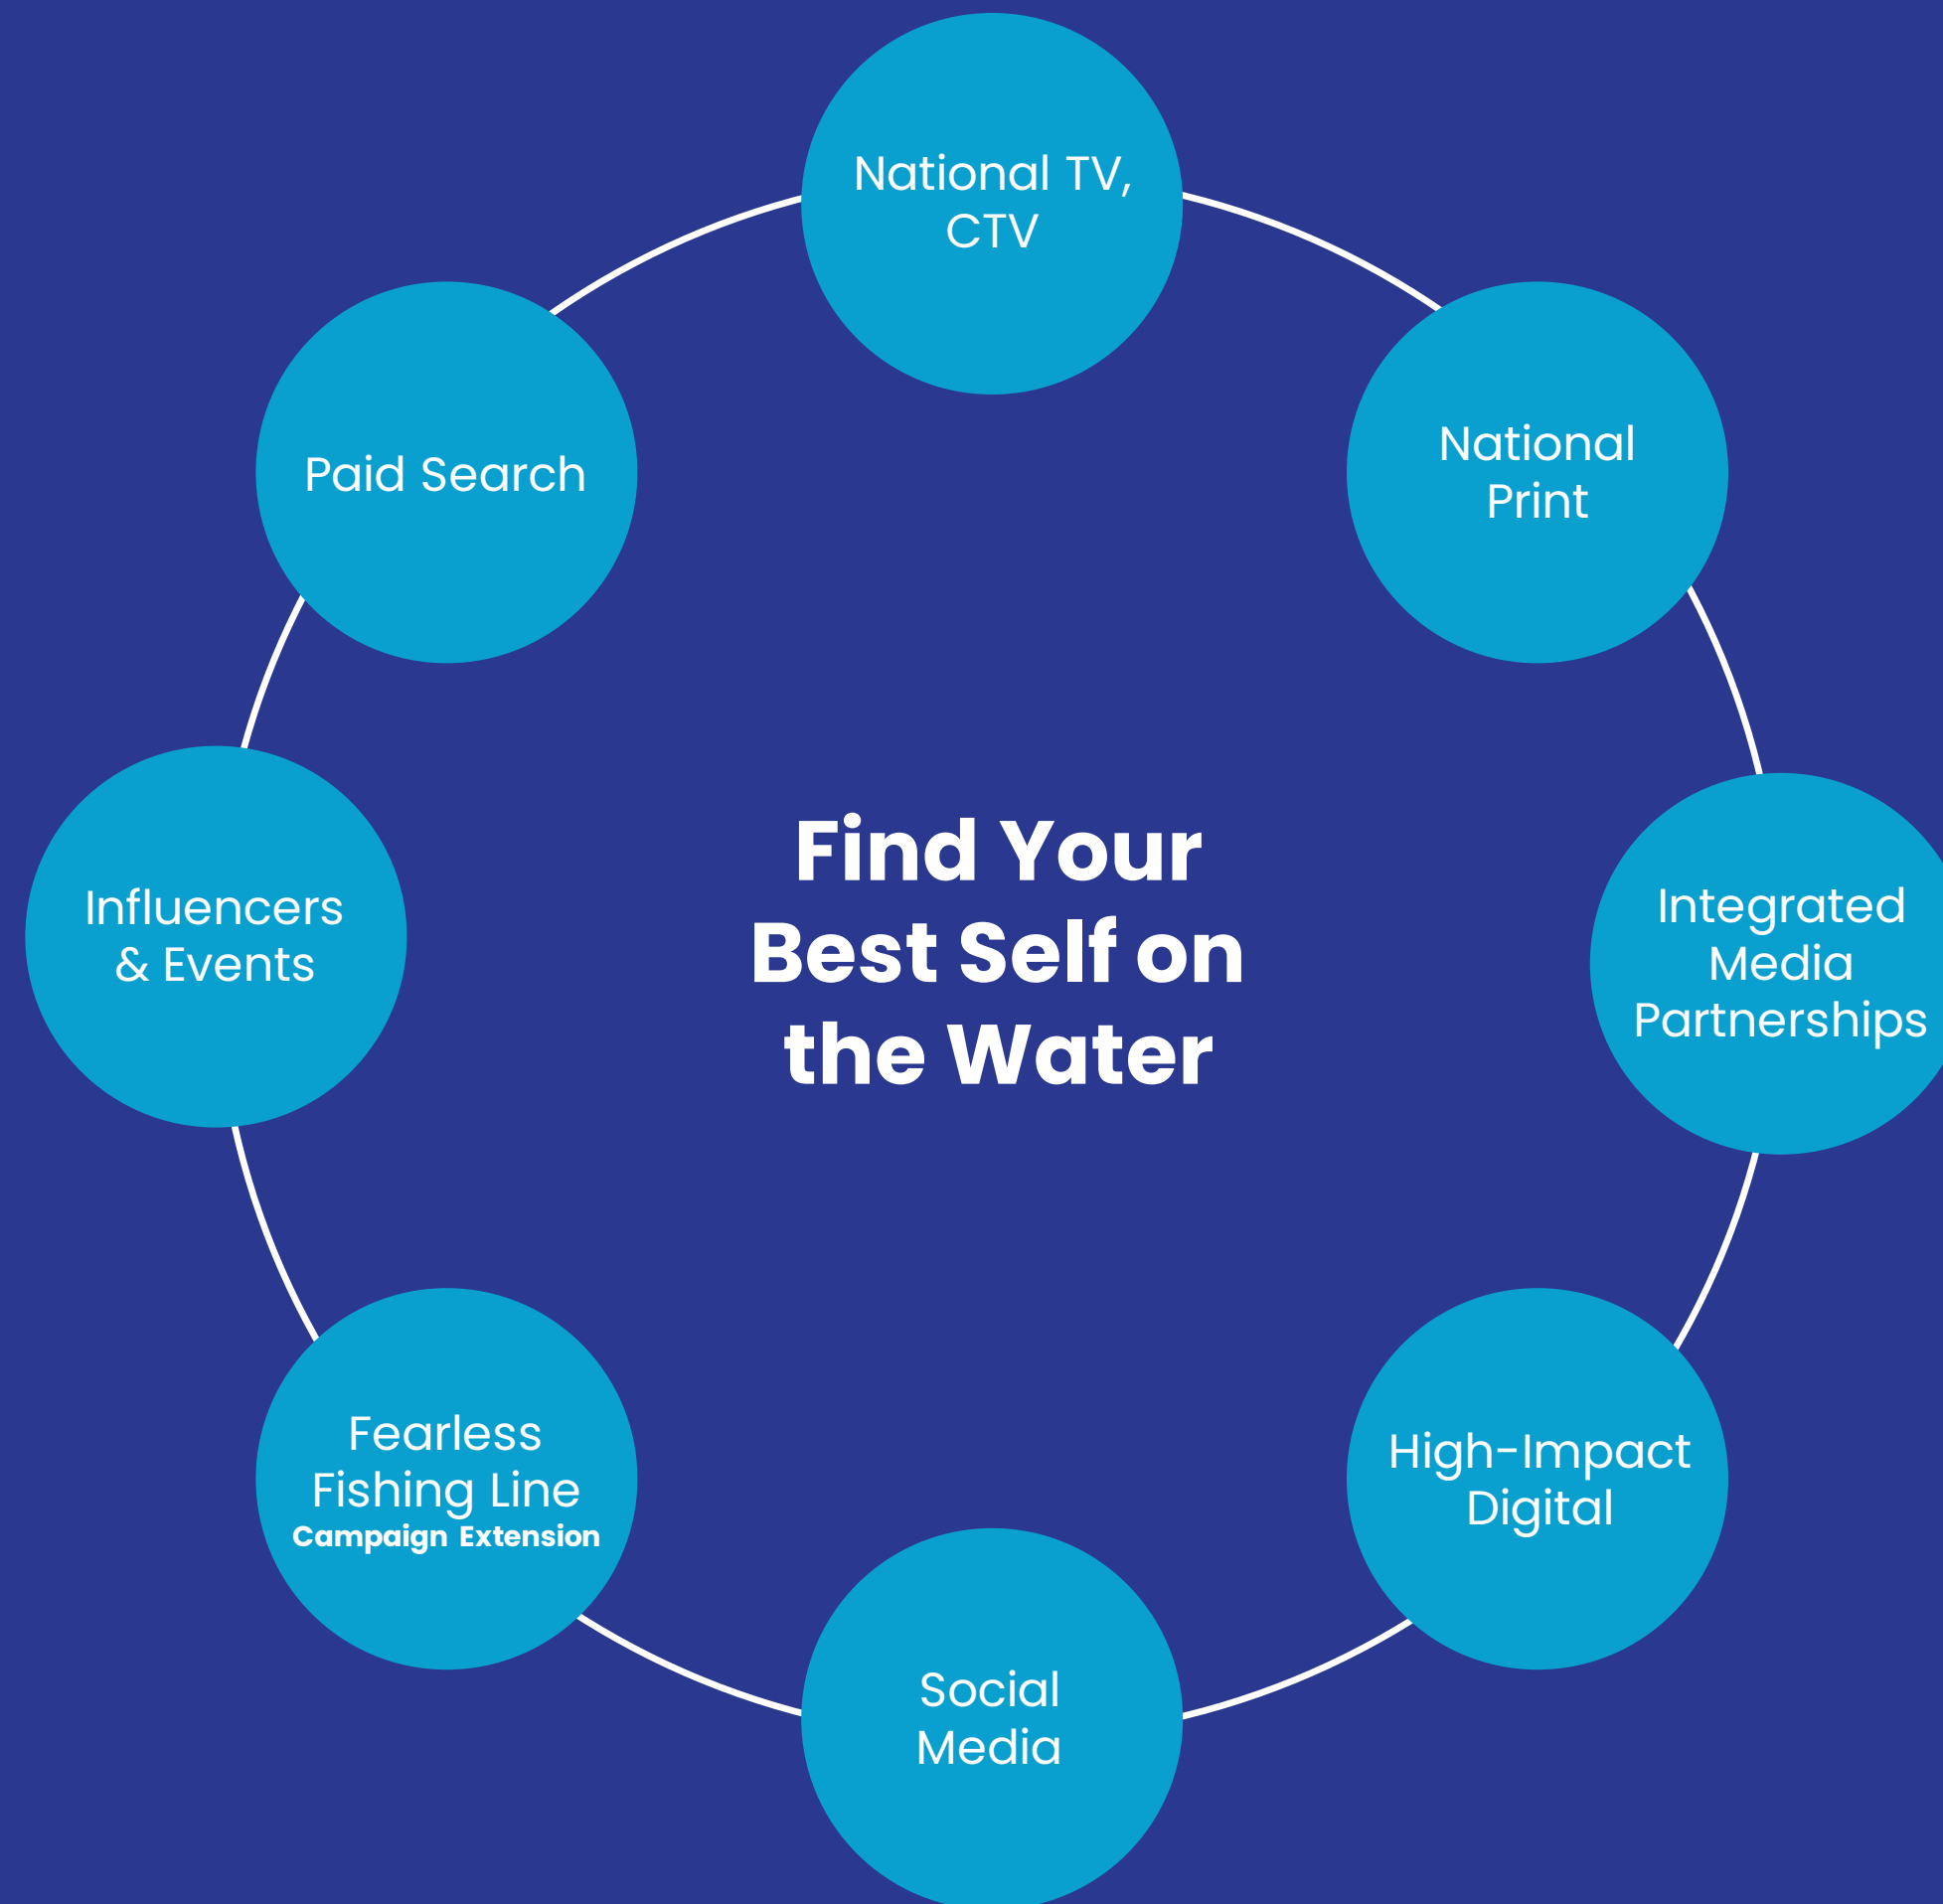 National TV,
CTV
National
Print
Integrated
Media
Partnerships
High-Impact
Digital
Social
Media
Fearless
Fishing Line
Campaign Extension
Influencers
& Events
Paid Search
Find Your
Best Self on
the Water